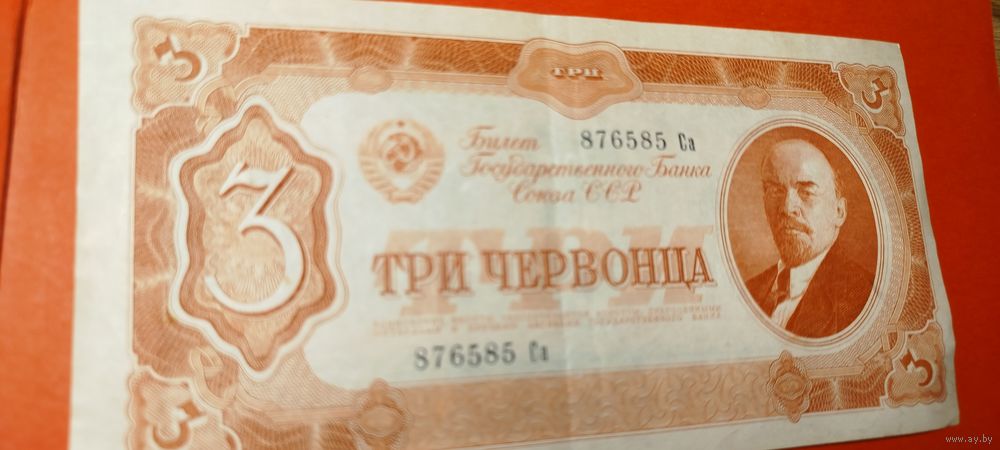 3
ТРИ
3
Билет 876585 Са
Государственного Банка
Союза ССР
3
ТРИ
ТРИ ЧЕРВОНЦА
876585 Са
3
3
www.ay.by